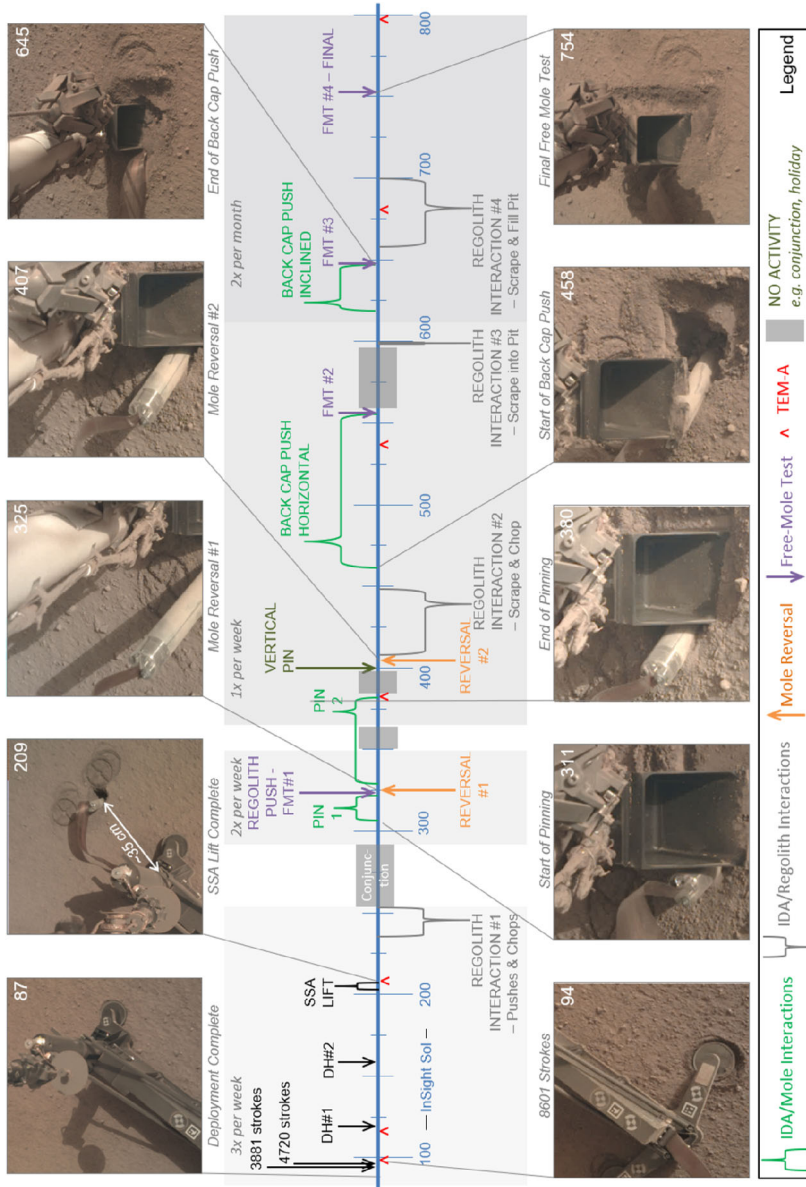 87
Deployment Complete
209
SSA Lift Complete
~35 cm
325
Mole Reversal #1
407
Mole Reversal #2
645
End of Back Cap Push
3x per week
2x per week
1x per week
2x per month
3881 strokes
4720 strokes
DH#1
DH#2
SSA
LIFT
Conjunc-
tion
PIN
1
REGOLITH
PUSH -
FMT#1
PIN
2
VERTICAL
PIN
BACK CAP PUSH
HORIZONTAL
FMT #2
BACK CAP PUSH
INCLINED
FMT #3
FMT #4 – FINAL
100
— InSight Sol —
200
300
400
500
600
700
800
REGOLITH
INTERACTION #1
– Pushes & Chops
REVERSAL
#1
REVERSAL
#2
REGOLITH
INTERACTION #2
– Scrape & Chop
REGOLITH
INTERACTION #3
– Scrape into Pit
REGOLITH
INTERACTION #4
– Scrape & Fill Pit
8601 Strokes
94
Start of Pinning
311
End of Pinning
380
Start of Back Cap Push
458
Final Free Mole Test
754
IDA/Mole Interactions
IDA/Regolith Interactions
Mole Reversal
Free-Mole Test
TEM-A
NO ACTIVITY
e.g. conjunction, holiday
Legend